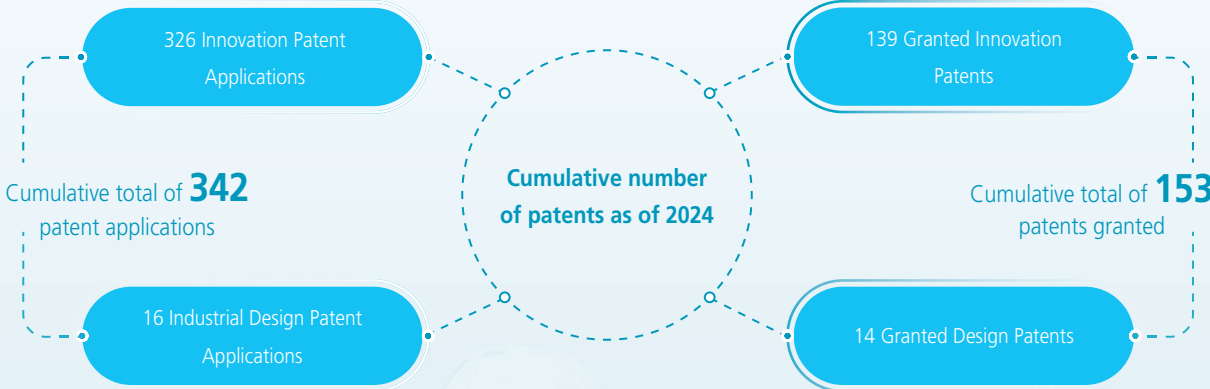 326 Innovation Patent
Applications
139 Granted Innovation
Patents
Cumulative total of 342
patent applications
Cumulative number
of patents as of 2024
Cumulative total of 153
patents granted
16 Industrial Design Patent
Applications
14 Granted Design Patents